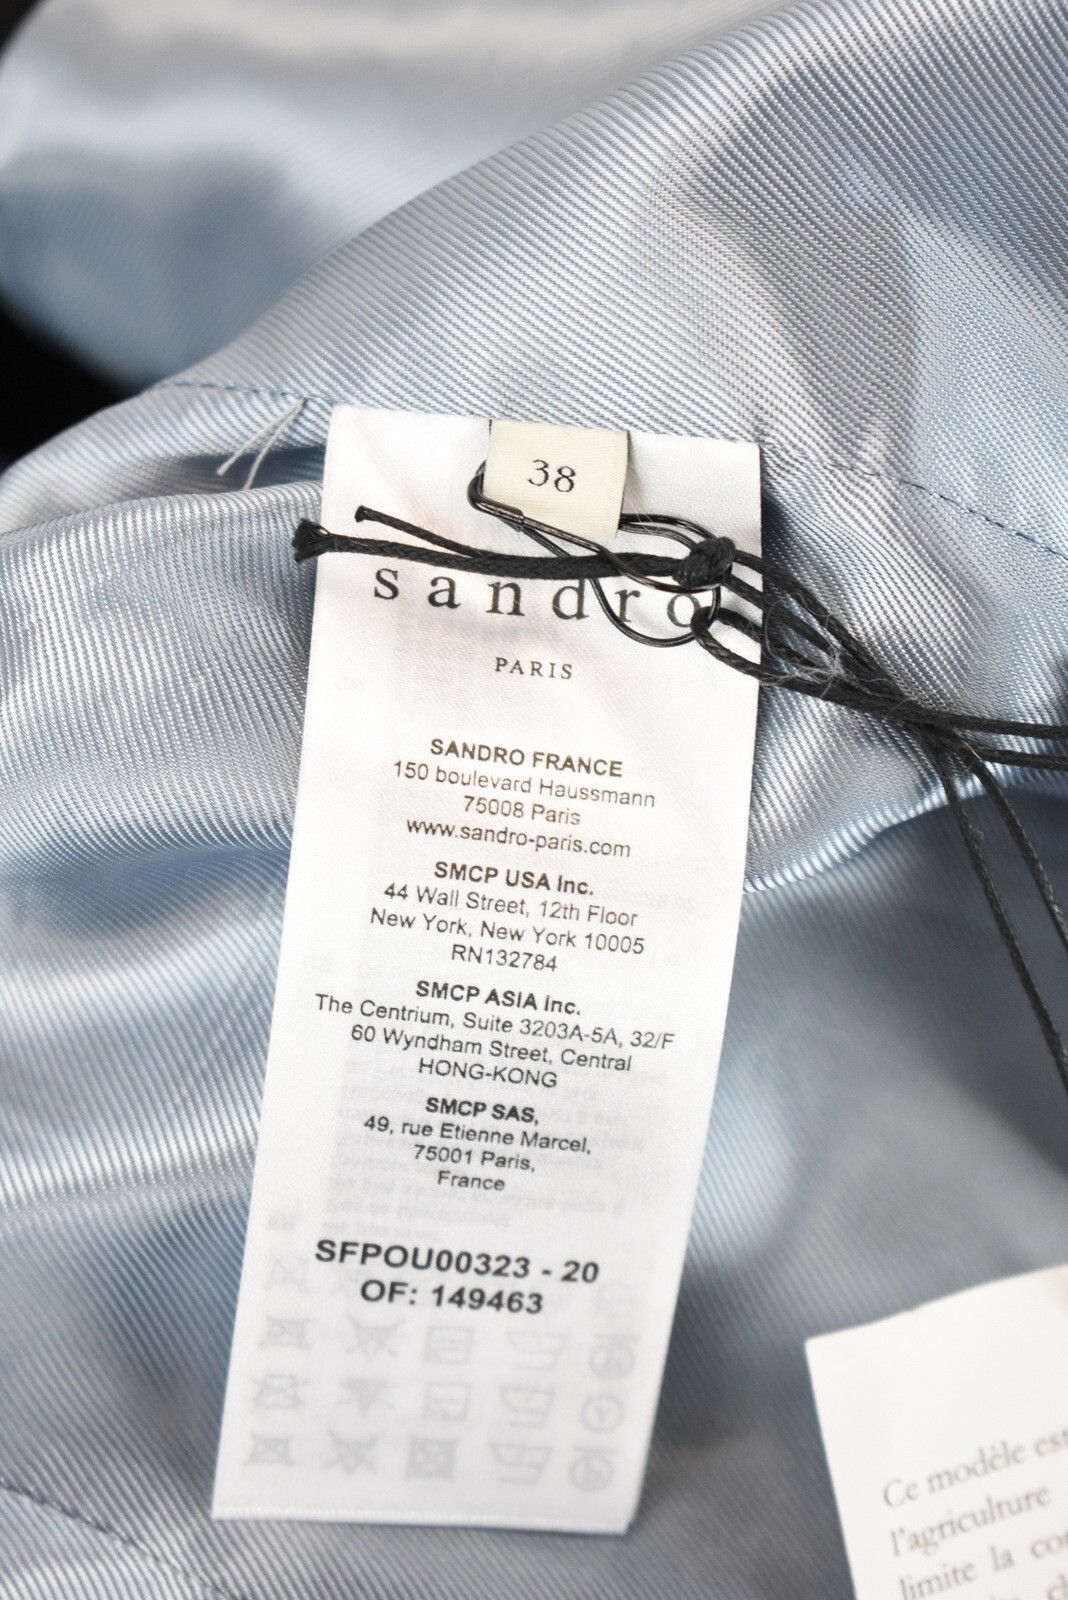 38
sandro
PARIS
SANDRO FRANCE
150 boulevard Haussmann
75008 Paris
www.sandro-paris.com
SMCP USA Inc.
44 Wall Street, 12th Floor
New York, New York 10005
RN132784
SMCP ASIA Inc.
The Centrium, Suite 3203A-5A, 32/F
60 Wyndham Street, Central
HONG-KONG
SMCP SAS,
49, rue Etienne Marcel,
75001 Paris,
France
SFPOU00323 - 20
OF: 149463
Ce modèle est
l'agriculture
limite la